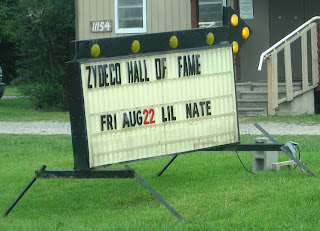 11154
ZYDECO HALL OF FAME
FRI AUG 22 LIL NATE